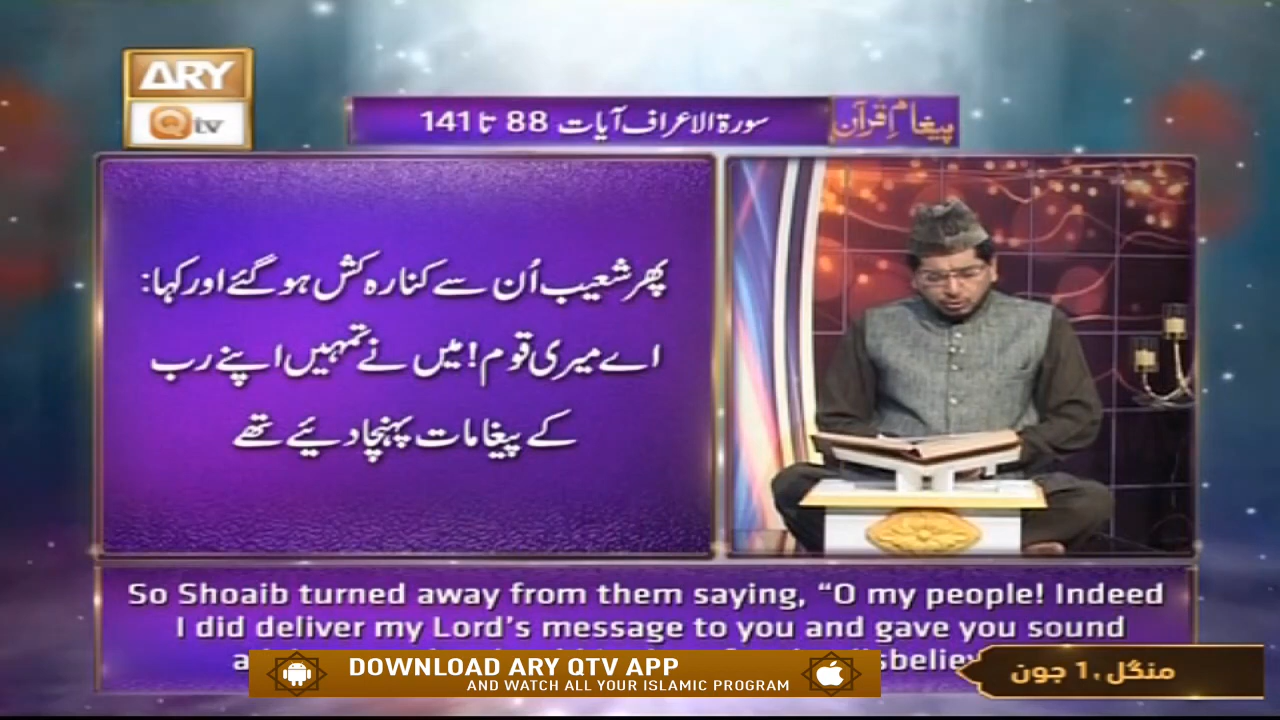 ARY
Qtv
پیغامِ قرآن
سورۃ الاعراف آیات 88 تا 141
پھر شعیب اُن سے کنارہ کش ہو گئے اور کہا:
اے میری قوم! میں نے تمہیں اپنے رب
کے پیغامات پہنچا دیئے تھے
So Shoaib turned away from them saying, “O my people! Indeed
I did deliver my Lord’s message to you and gave you sound
DOWNLOAD ARY QTV APP
AND WATCH ALL YOUR ISLAMIC PROGRAM
منگل، 1 جون